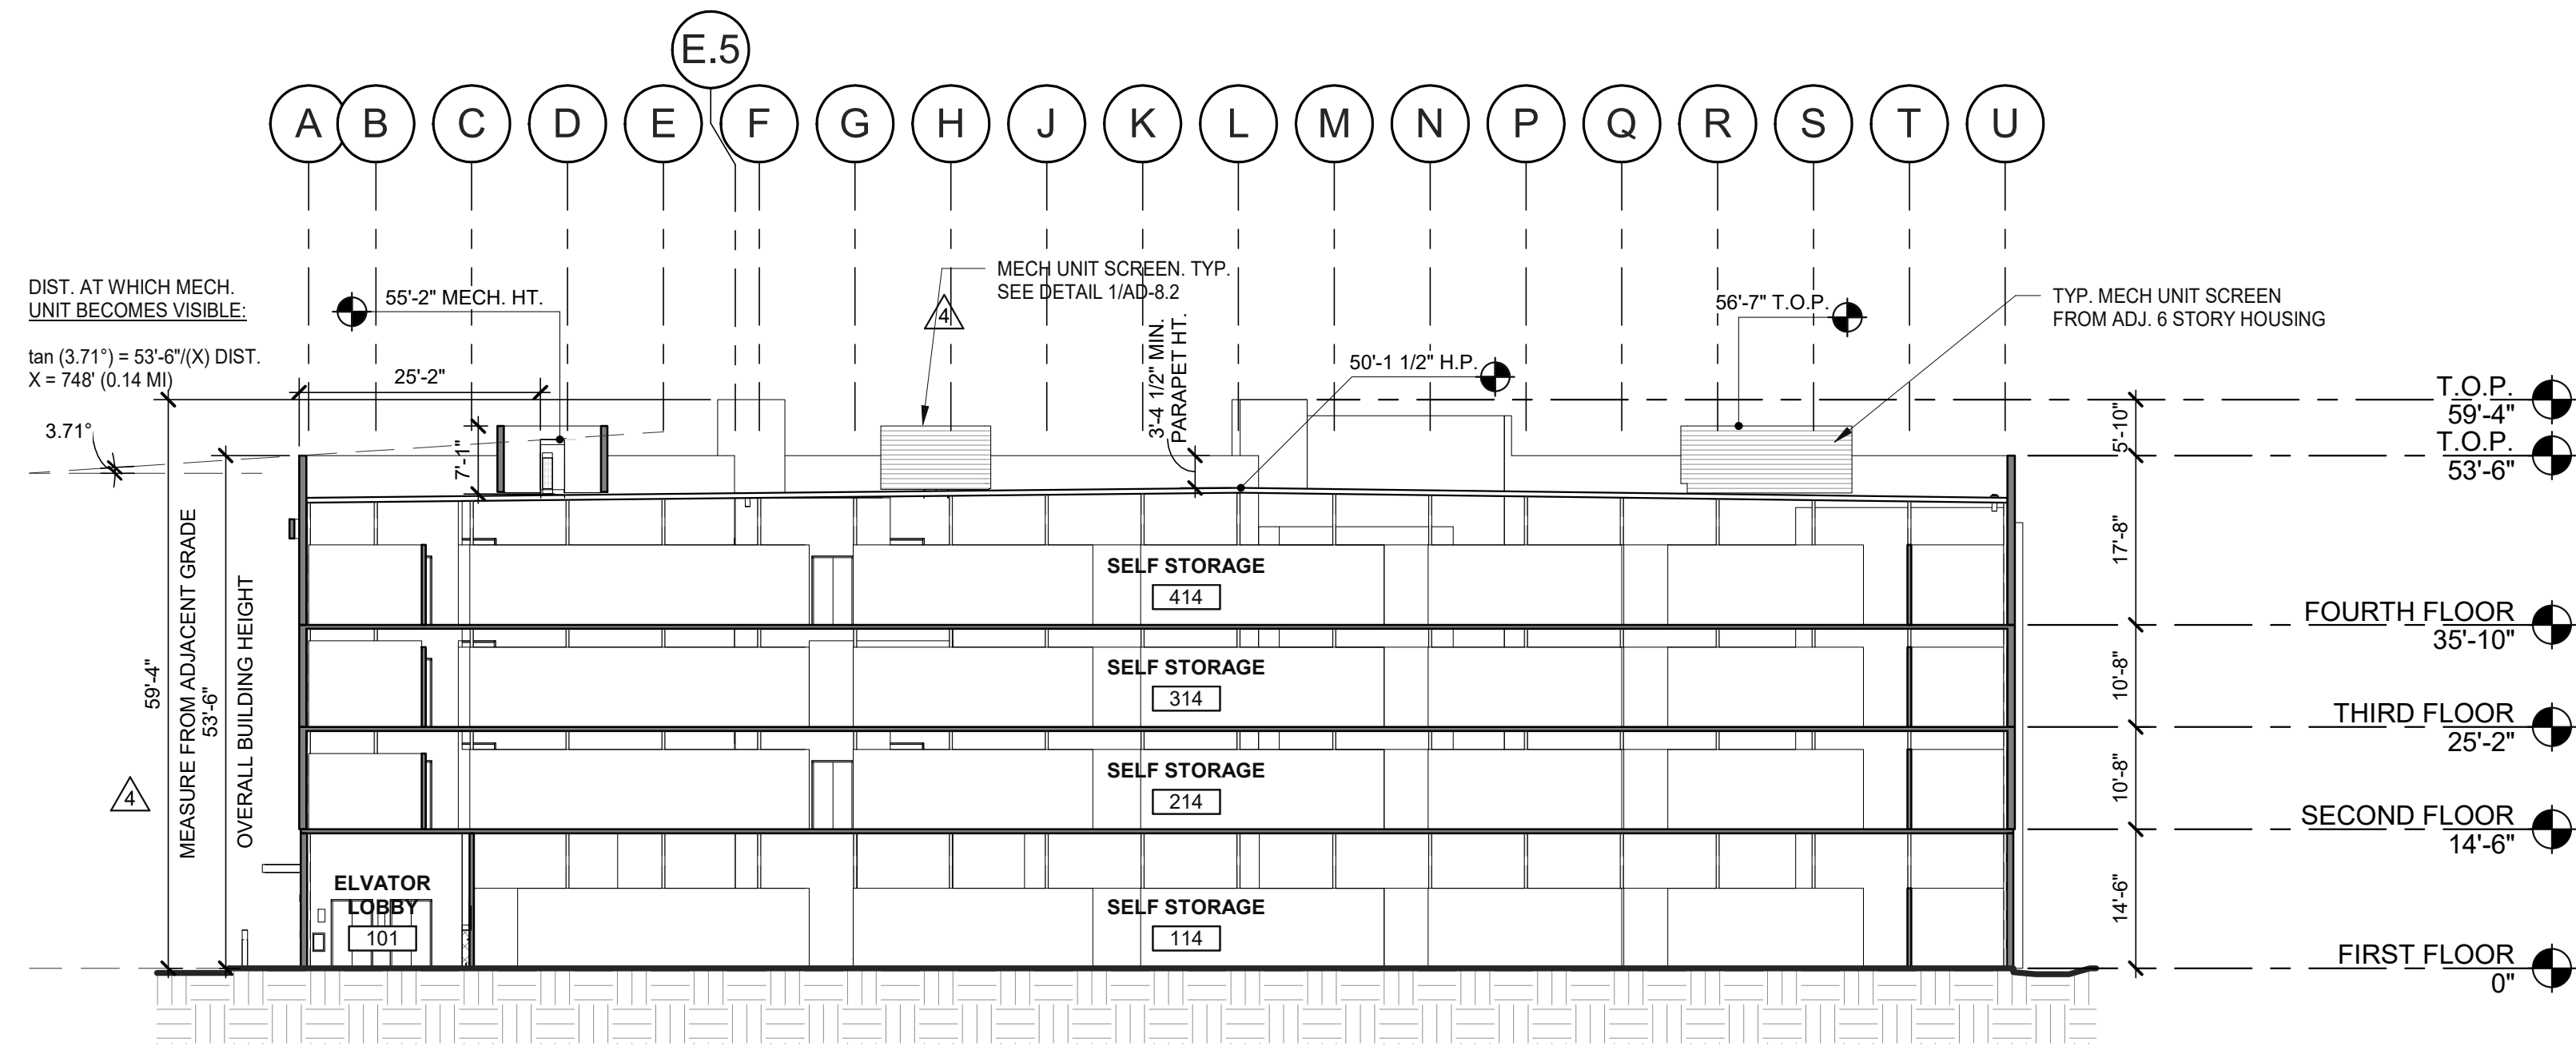 E.5
A B C D E F G H J K L M N P Q R S T U
DIST. AT WHICH MECH.
UNIT BECOMES VISIBLE:
tan (3.71°) = 53'-6"/(X) DIST.
X = 748' (0.14 MI)
3.71°
55'-2" MECH. HT.
25'-2"
7'-1"
MECH UNIT SCREEN. TYP.
SEE DETAIL 1/AD-8.2
4
3'-4 1/2" MIN.
PARAPET HT.
50'-1 1/2" H.P.
56'-7" T.O.P.
TYP. MECH UNIT SCREEN
FROM ADJ. 6 STORY HOUSING
T.O.P.
59'-4"
T.O.P.
53'-6"
FOURTH FLOOR
35'-10"
THIRD FLOOR
25'-2"
SECOND FLOOR
14'-6"
FIRST FLOOR
0"
5'-10"
17'-8"
10'-8"
10'-8"
14'-6"
59'-4"
MEASURE FROM ADJACENT GRADE
53'-6"
OVERALL BUILDING HEIGHT
4
SELF STORAGE
414
SELF STORAGE
314
SELF STORAGE
214
ELVATOR
LOBBY
101
SELF STORAGE
114